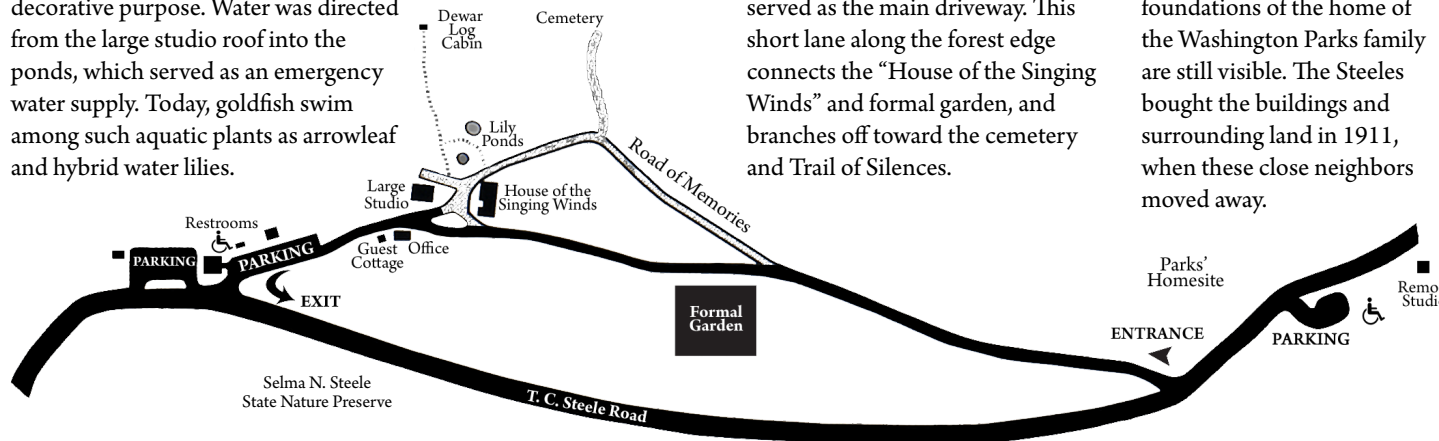 decorative purpose. Water was directed
from the large studio roof into the
ponds, which served as an emergency
water supply. Today, goldfish swim
among such aquatic plants as arrowleaf
and hybrid water lilies.
served as the main driveway. This
short lane along the forest edge
connects the “House of the Singing
Winds” and formal garden, and
branches off toward the cemetery
and Trail of Silences.
foundations of the home of
the Washington Parks family
are still visible. The Steeles
bought the buildings and
surrounding land in 1911,
when these close neighbors
moved away.
Dewar
Log
Cabin
Cemetery
Lily
Ponds
Road of Memories
Large
Studio
House of the
Singing Winds
Restrooms
PARKING
PARKING
Guest
Cottage
Office
EXIT
Formal
Garden
Parks’
Homesite
Remo
Studi
ENTRANCE
PARKING
Selma N. Steele
State Nature Preserve
T. C. Steele Road